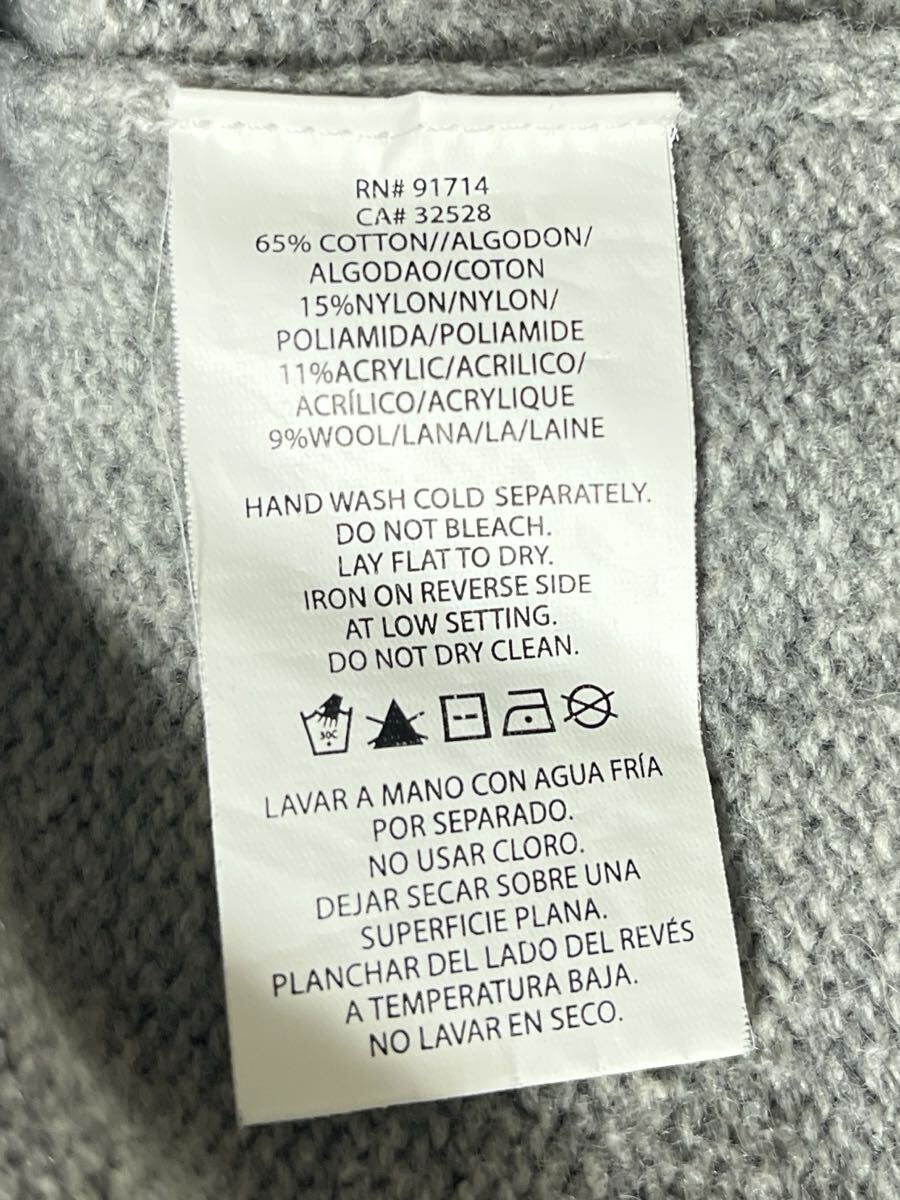 RN# 91714
CA# 32528
65% COTTON//ALGODON/
ALGODAO/COTON
15%NYLON/NYLON/
POLIAMIDA/POLIAMIDE
11%ACRYLIC/ACRILICO/
ACRÍLICO/ACRYLIQUE
9%WOOL/LANA/LA/LAINE
HAND WASH COLD SEPARATELY.
DO NOT BLEACH.
LAY FLAT TO DRY.
IRON ON REVERSE SIDE
AT LOW SETTING.
DO NOT DRY CLEAN.
30C
LAVAR A MANO CON AGUA FRÍA
POR SEPARADO.
NO USAR CLORO.
DEJAR SECAR SOBRE UNA
SUPERFICIE PLANA.
PLANCHAR DEL LADO DEL REVÉS
A TEMPERATURA BAJA.
NO LAVAR EN SECO.